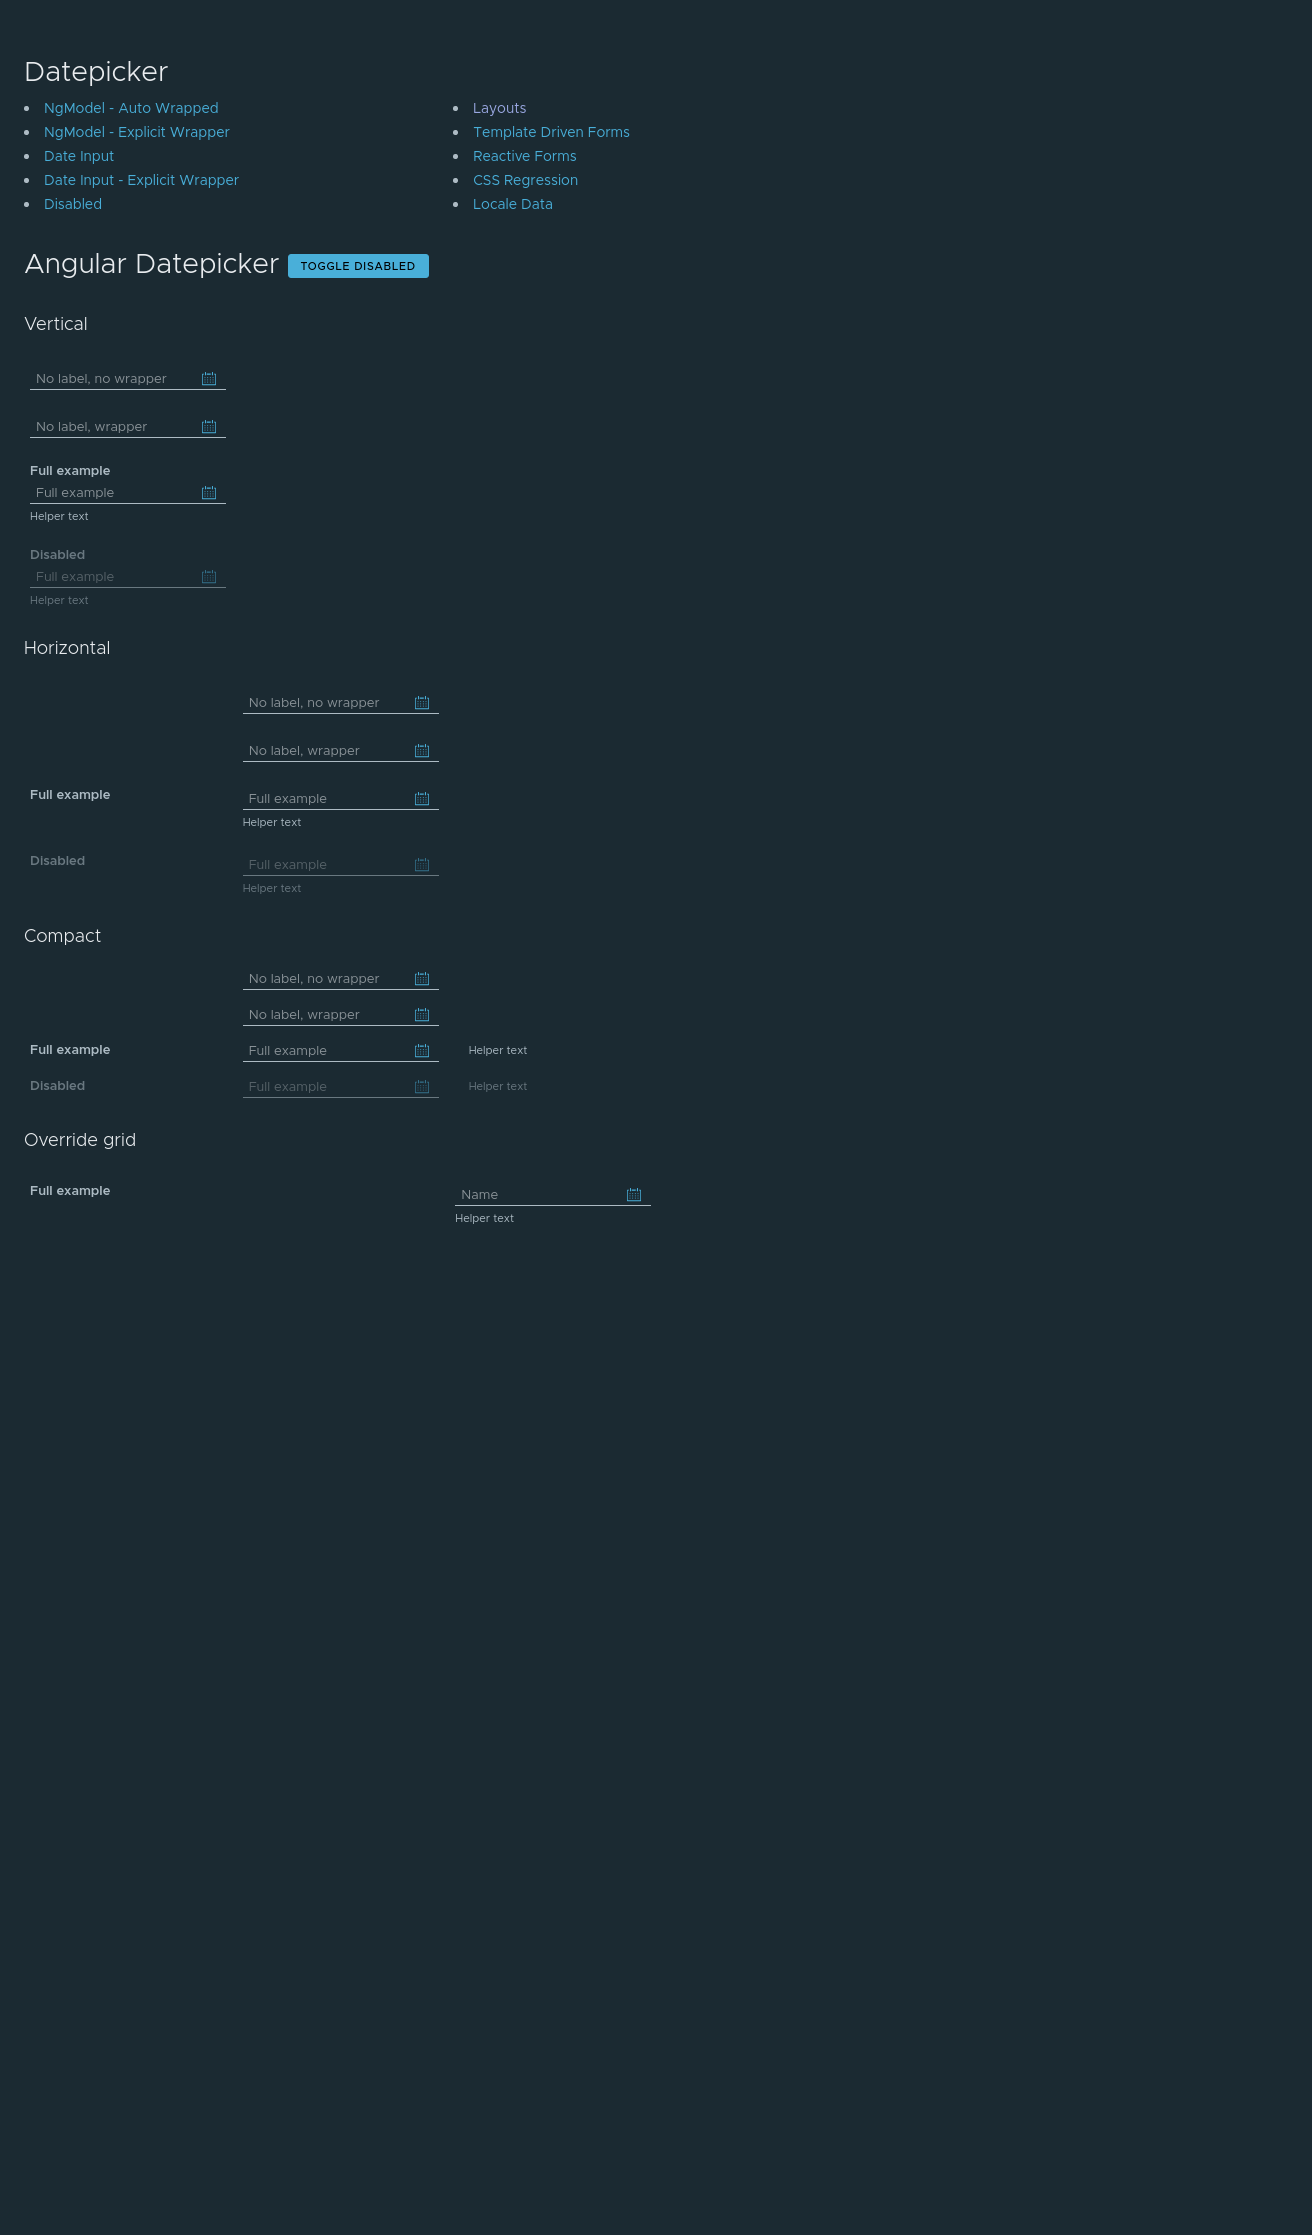 Datepicker
NgModel - Auto Wrapped
NgModel - Explicit Wrapper
Date Input
Date Input - Explicit Wrapper
Disabled
Layouts
Template Driven Forms
Reactive Forms
CSS Regression
Locale Data
Angular Datepicker TOGGLE DISABLED
Vertical
No label, no wrapper
No label, wrapper
Full example
Full example
Helper text
Disabled
Full example
Helper text
Horizontal
No label, no wrapper
No label, wrapper
Full example Full example
Helper text
Disabled Full example
Helper text
Compact
No label, no wrapper
No label, wrapper
Full example Full example Helper text
Disabled Full example Helper text
Override grid
Full example Name
Helper text